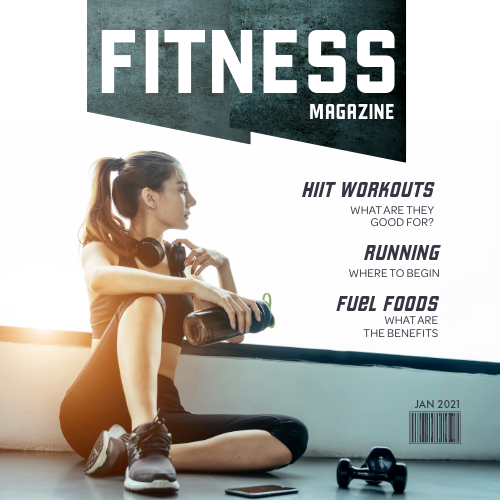 FITNESS
MAGAZINE
HIIT WORKOUTS
WHAT ARE THEY
GOOD FOR?
RUNNING
WHERE TO BEGIN
FUEL FOODS
WHAT ARE
THE BENEFITS
JAN 2021